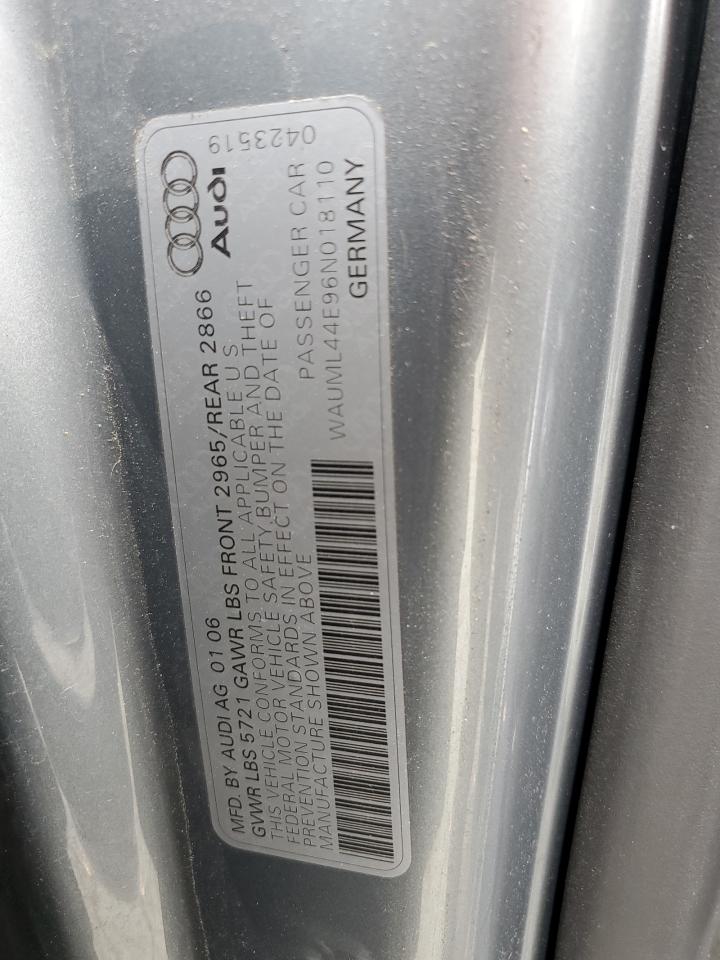 MFD. BY AUDI AG 01 06
GVWR LBS 5721 GAWR LBS FRONT 2965/REAR 2866
THIS VEHICLE CONFORMS TO ALL APPLICABLE U S
FEDERAL MOTOR VEHICLE SAFETY,BUMPER AND THEFT
PREVENTION STANDARDS IN EFFECT ON THE DATE OF
MANUFACTURE SHOWN ABOVE
PASSENGER CAR
WAUML44E96N018110
GERMANY
Audi
0423519